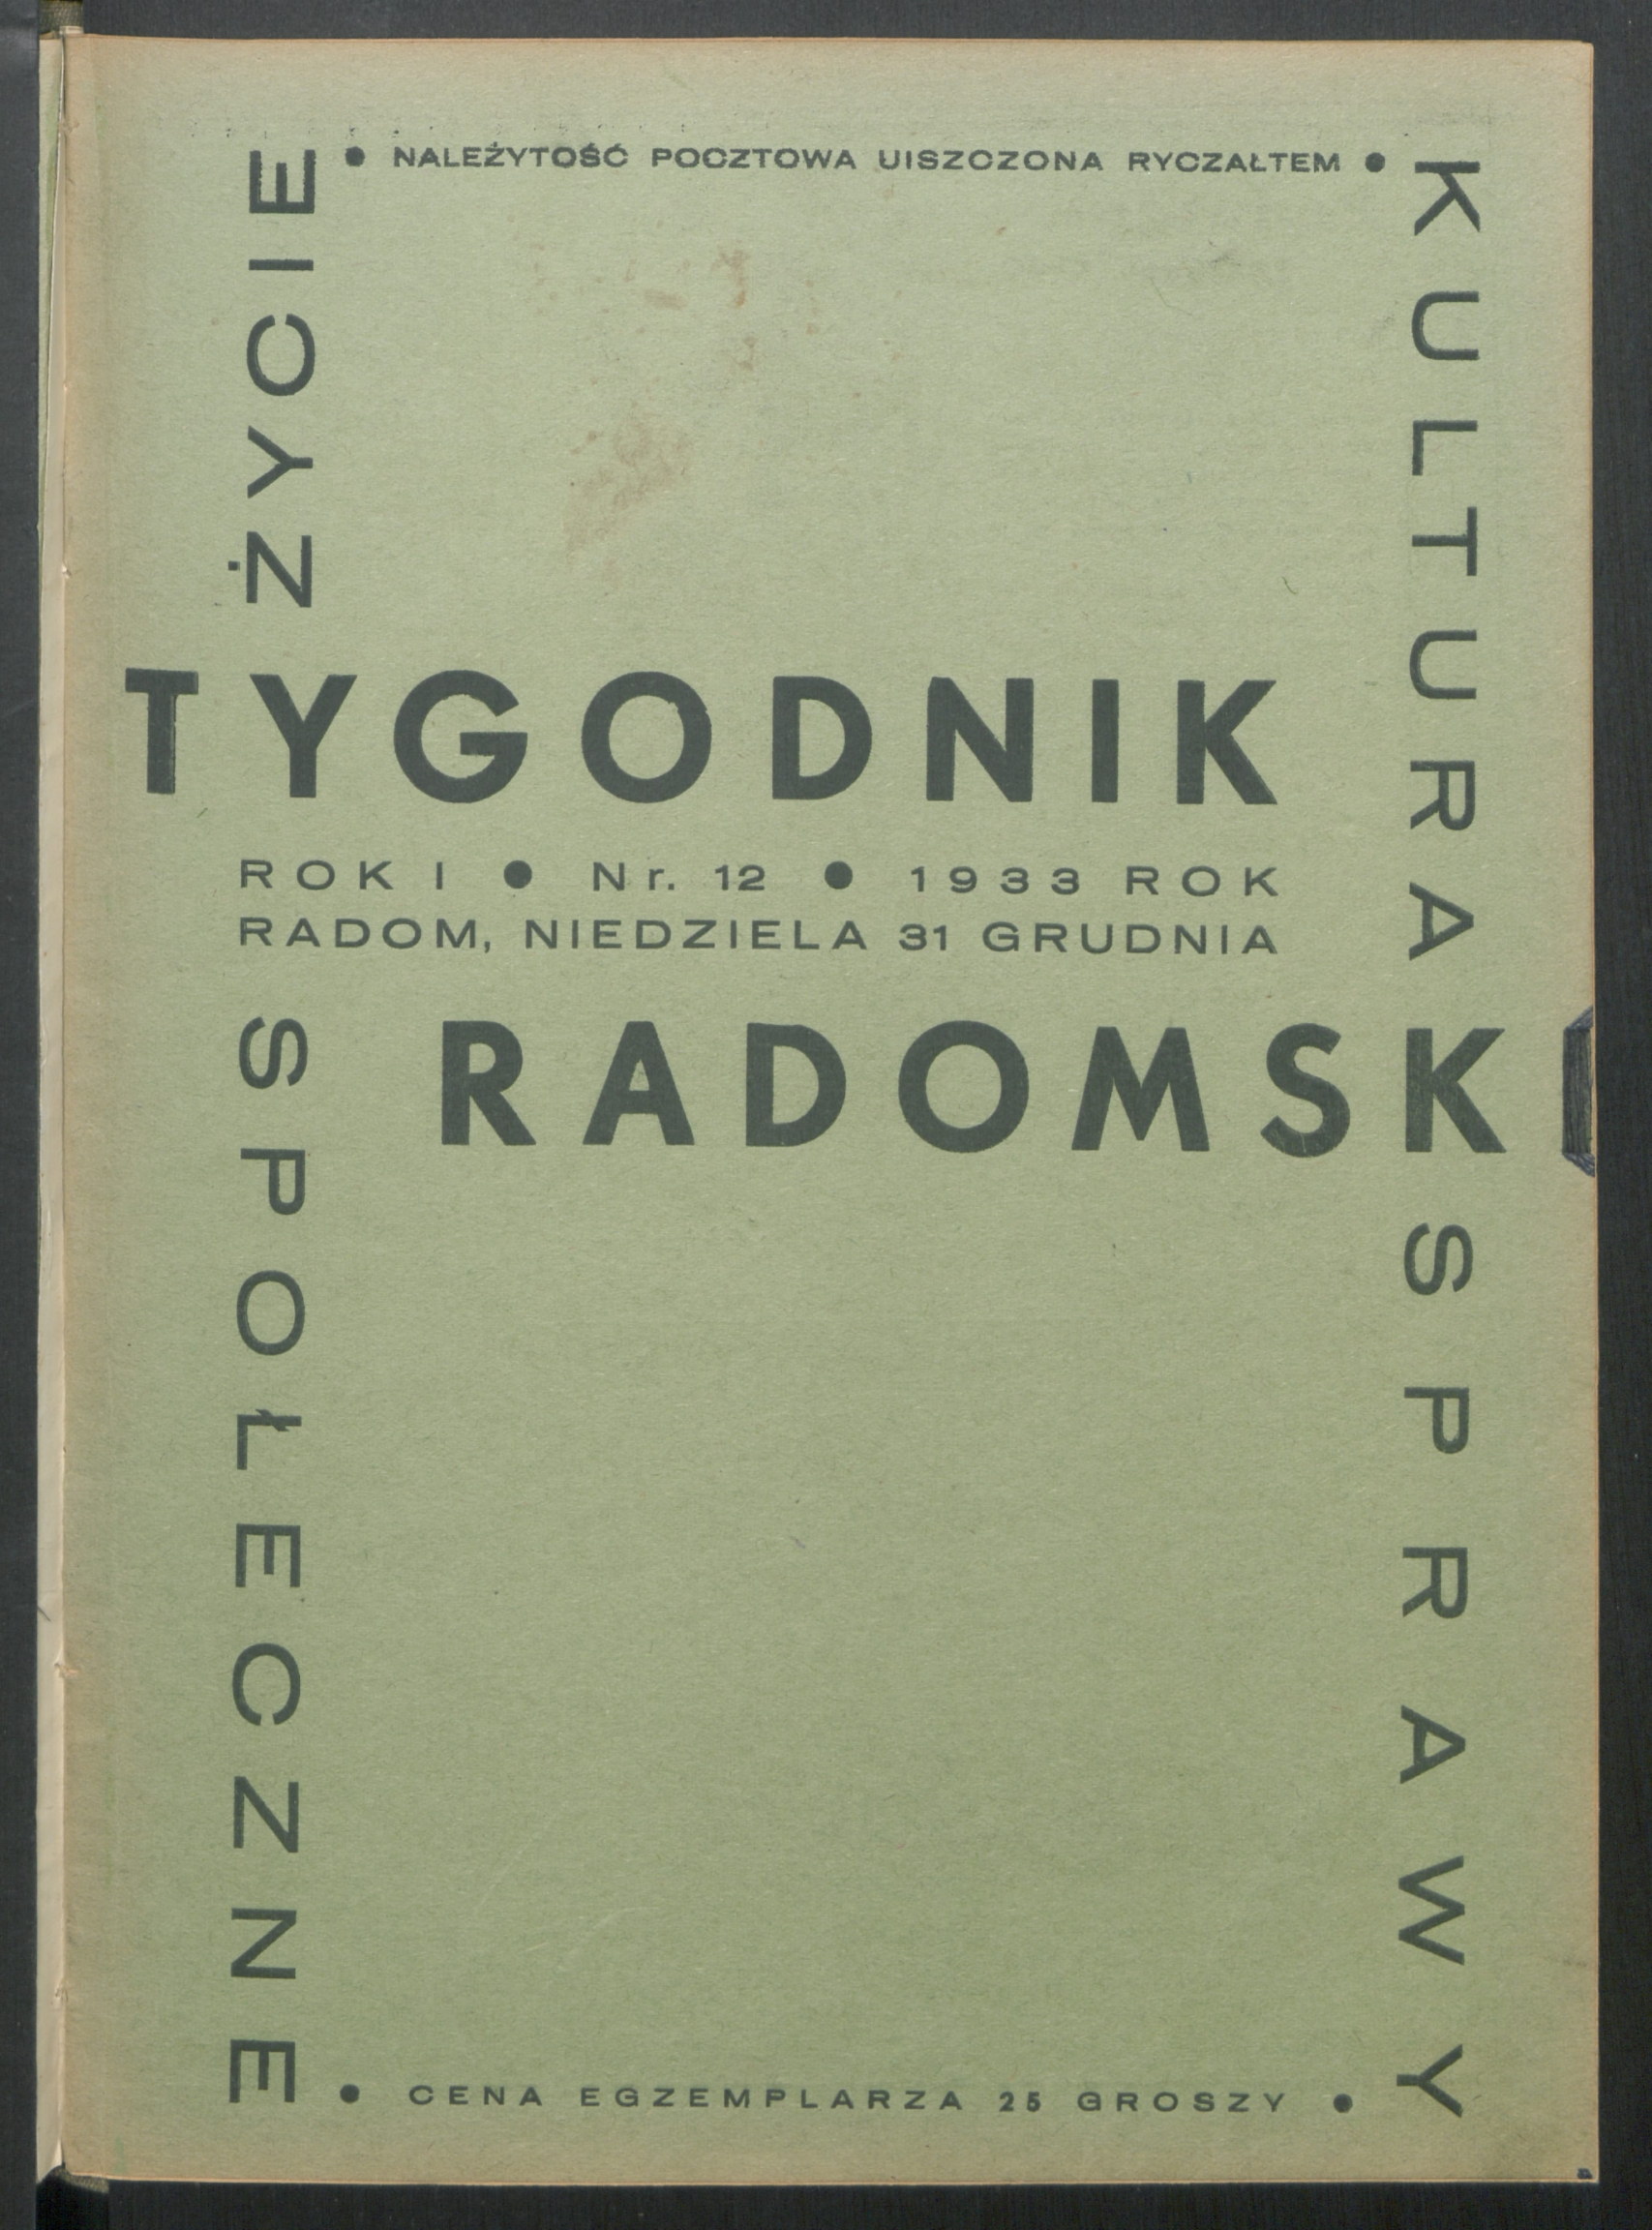 • NALEŻYTOŚĆ POCZTOWA UISZCZONA RYCZAŁTEM •
ŻYCIE
KULTURA
TYGODNIK
ROK I • Nr. 12 • 1933 ROK
RADOM, NIEDZIELA 31 GRUDNIA
RADOMSK
SPOŁECZNE
SPRAWY
• CENA EGZEMPLARZA 25 GROSZY •